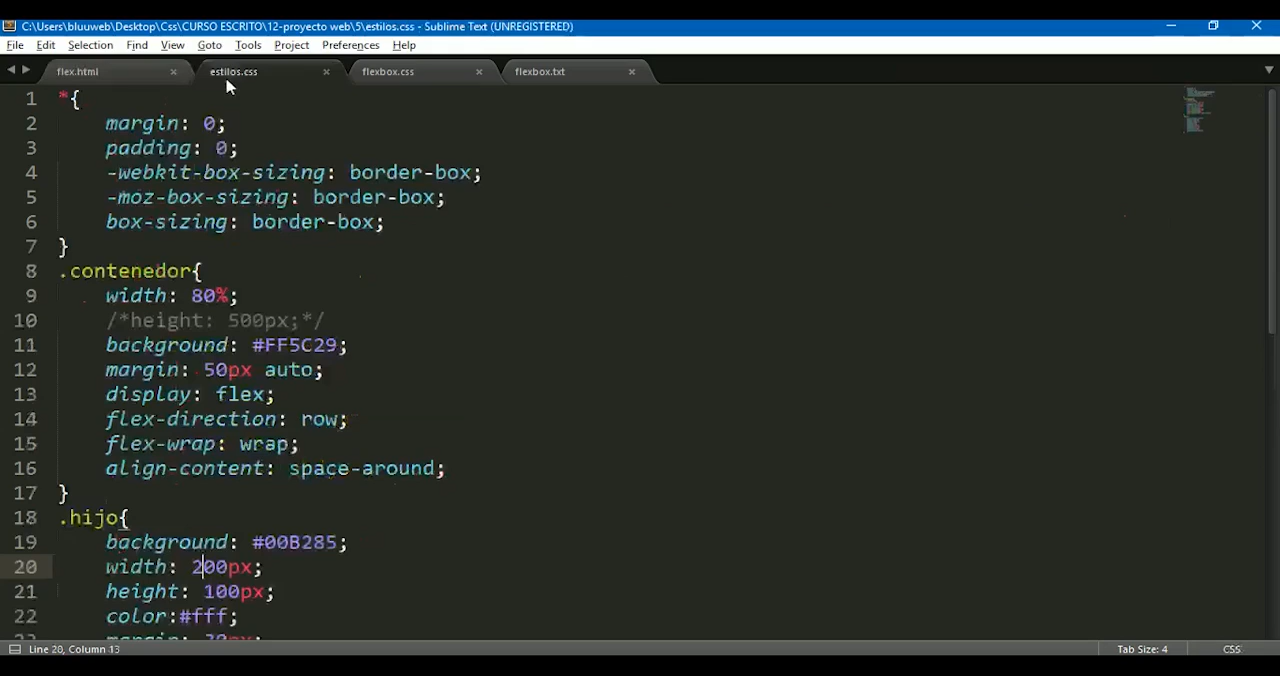 C:\Users\bluuweb\Desktop\Css\CURSO ESCRITO\12-proyecto web\5\estilos.css - Sublime Text (UNREGISTERED)
File Edit Selection Find View Goto Tools Project Preferences Help
flex.html estilos.css flexbox.css flexbox.txt
1 *{
2 margin: 0;
3 padding: 0;
4 -webkit-box-sizing: border-box;
5 -moz-box-sizing: border-box;
6 box-sizing: border-box;
7 }
8 .contenedor{
9 width: 80%;
10 /*height: 500px;*/
11 background: #FF5C29;
12 margin: 50px auto;
13 display: flex;
14 flex-direction: row;
15 flex-wrap: wrap;
16 align-content: space-around;
17 }
18 .hijo{
19 background: #00B285;
20 width: 200px;
21 height: 100px;
22 color:#fff;
Line 20, Column 13 Tab Size: 4 CSS